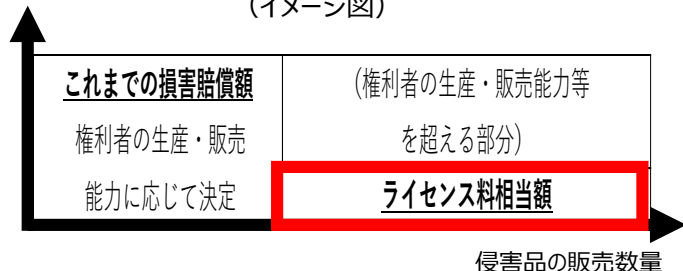 (イメージ図)
これまでの損害賠償額
権利者の生産・販売
能力に応じて決定
(権利者の生産・販売能力等
を超える部分)
ライセンス料相当額
侵害品の販売数量